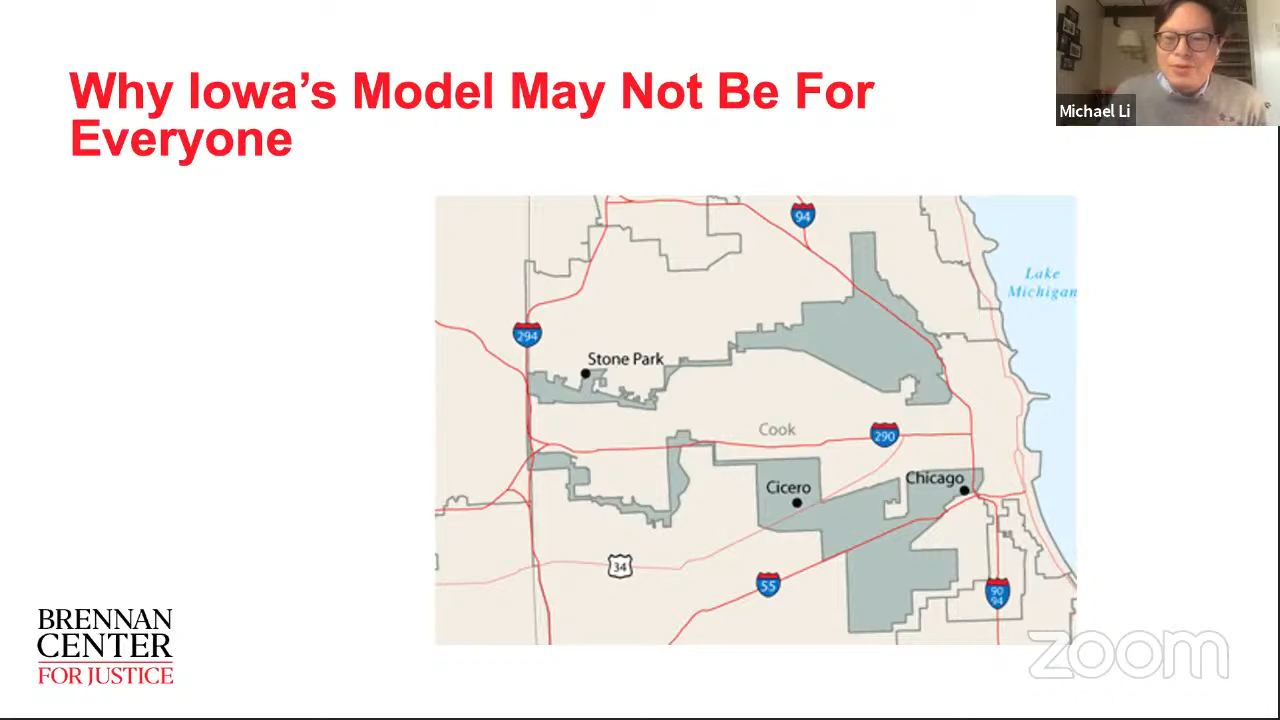 Why Iowa's Model May Not Be For
Everyone
Michael Li
94
Lake
Michigan
294
Stone Park
Cook
290
Cicero
Chicago
34
55
90
94
BRENNAN
CENTER
FOR JUSTICE
zoom